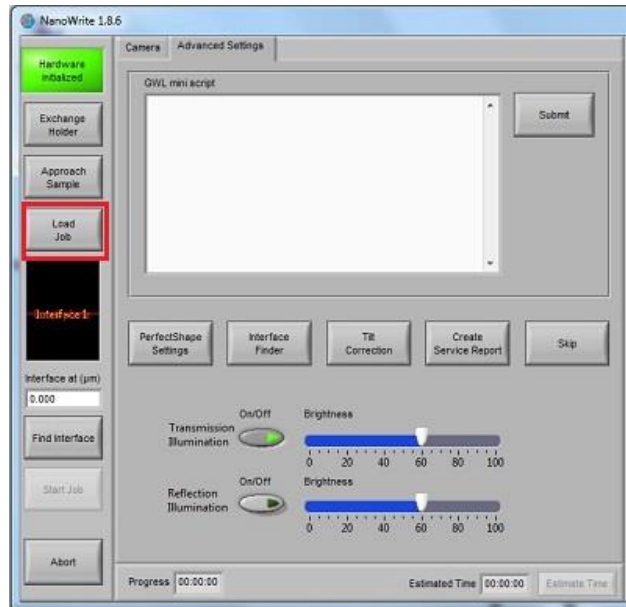 NanoWrite 1.8.6
Camera Advanced Settings
Hardware
initialized
Exchange
Holder
Approach
Sample
Load
Job
Interface 1
Interface at (µm)
0.000
Find Interface
Start Job
Abort
GWL mini script
Submit
PerfectShape
Settings
Interface
Finder
Tilt
Correction
Create
Service Report
Skip
On/Off Brightness
Transmission
Illumination
0 20 40 60 80 100
On/Off Brightness
Reflection
Illumination
0 20 40 60 80 100
Progress 00:00:00 Estimated Time 00:00:00 Estimate Time